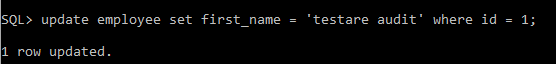 SQL> update employee set first_name = 'testare audit' where id = 1;
1 row updated.